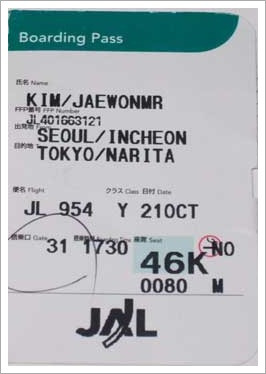 Boarding Pass
氏名 Name
KIM/JAEWONMR
FFP番号 FFP Number
JL401663121
出発地
SEOUL/INCHEON
目的地
TOKYO/NARITA
便名 Flight クラス Class 日付 Date
JL 954 Y 21OCT
搭乗口 Gate 座席 Seat
31 1730 46K NO
0080 M
JAL